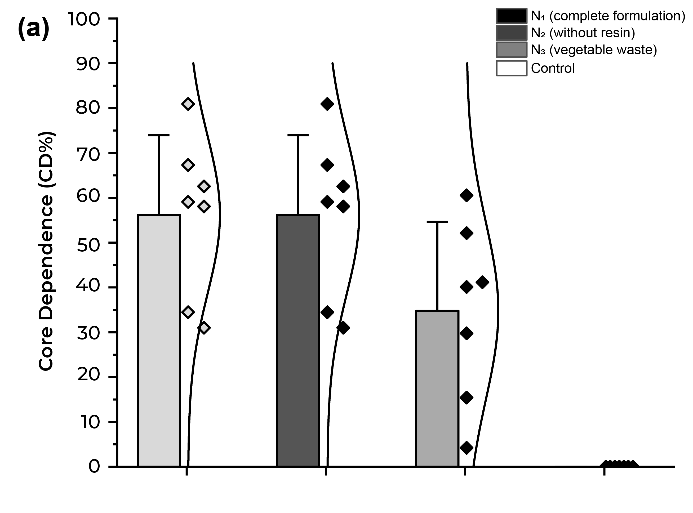 (a)
N₁ (complete formulation)
N₂ (without resin)
N₃ (vegetable waste)
Control
Core Dependence (CD%)
100
90
80
70
60
50
40
30
20
10
0